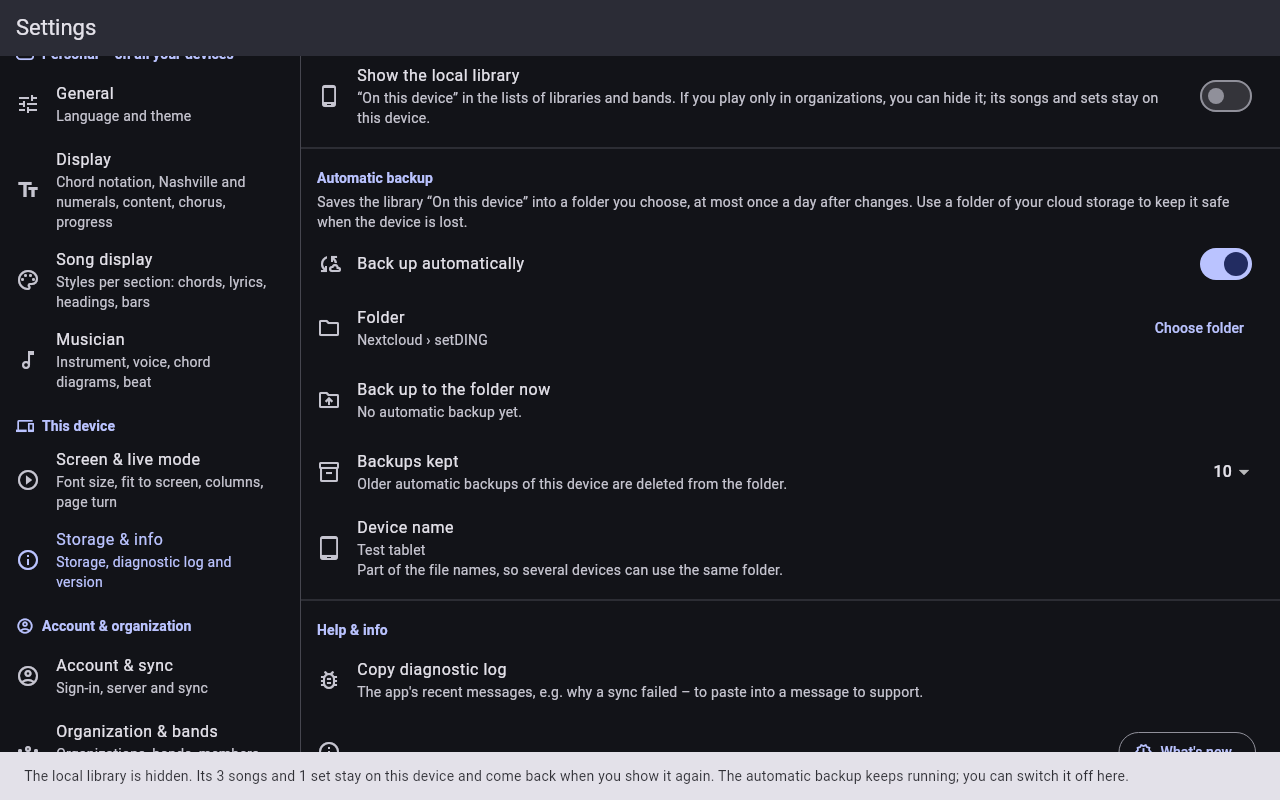 Settings
Personal – on all your devices
General
Language and theme
Display
Chord notation, Nashville and
numerals, content, chorus,
progress
Song display
Styles per section: chords, lyrics,
headings, bars
Musician
Instrument, voice, chord
diagrams, beat
This device
Screen & live mode
Font size, fit to screen, columns,
page turn
Storage & info
Storage, diagnostic log and
version
Account & organization
Account & sync
Sign-in, server and sync
Organization & bands
Organizations, bands, members
Show the local library
“On this device” in the lists of libraries and bands. If you play only in organizations, you can hide it; its songs and sets stay on
this device.
Automatic backup
Saves the library “On this device” into a folder you choose, at most once a day after changes. Use a folder of your cloud storage to keep it safe
when the device is lost.
Back up automatically
Folder
Nextcloud › setDING
Choose folder
Back up to the folder now
No automatic backup yet.
Backups kept
Older automatic backups of this device are deleted from the folder.
10
Device name
Test tablet
Part of the file names, so several devices can use the same folder.
Help & info
Copy diagnostic log
The app's recent messages, e.g. why a sync failed – to paste into a message to support.
What's new
The local library is hidden. Its 3 songs and 1 set stay on this device and come back when you show it again. The automatic backup keeps running; you can switch it off here.